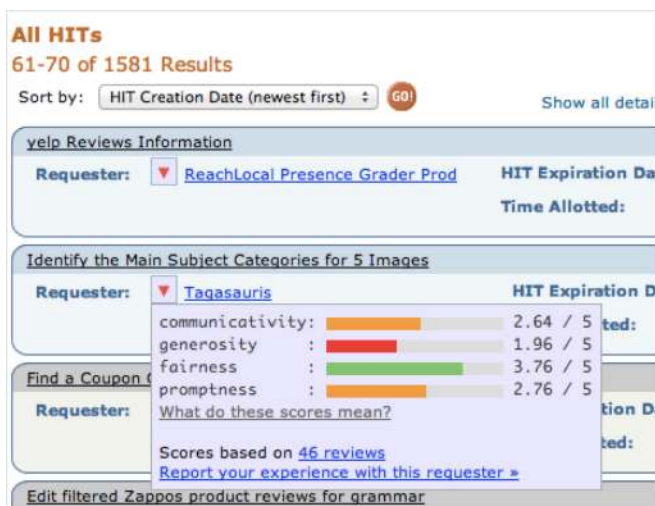 All HITs
61-70 of 1581 Results
Sort by: HIT Creation Date (newest first) GO!
Show all detai
yelp Reviews Information
Requester: ReachLocal Presence Grader Prod HIT Expiration Da
Time Allotted:
Identify the Main Subject Categories for 5 Images
Requester: Tagasauris HIT Expiration D
communicativity: 2.64 / 5 ted:
generosity : 1.96 / 5
fairness : 3.76 / 5
Find a Coupon
promptness : 2.76 / 5
Requester: What do these scores mean? tion D
ted:
Scores based on 46 reviews
Report your experience with this requester »
Edit filtered Zappos product reviews for grammar